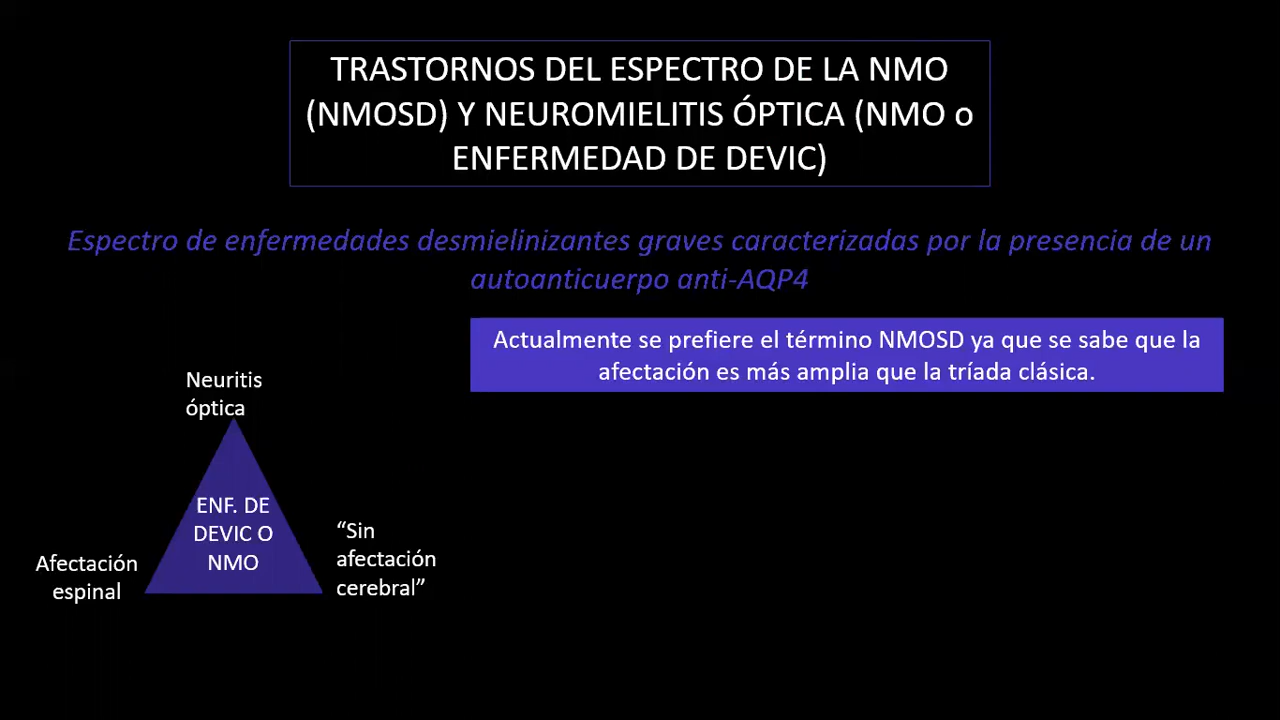 TRASTORNOS DEL ESPECTRO DE LA NMO
(NMOSD) Y NEUROMIELITIS ÓPTICA (NMO o
ENFERMEDAD DE DEVIC)
Espectro de enfermedades desmielinizantes graves caracterizadas por la presencia de un
autoanticuerpo anti-AQP4
Actualmente se prefiere el término NMOSD ya que se sabe que la
afectación es más amplia que la tríada clásica.
Neuritis
óptica
ENF. DE
DEVIC O
NMO
Afectación
espinal
“Sin
afectación
cerebral”